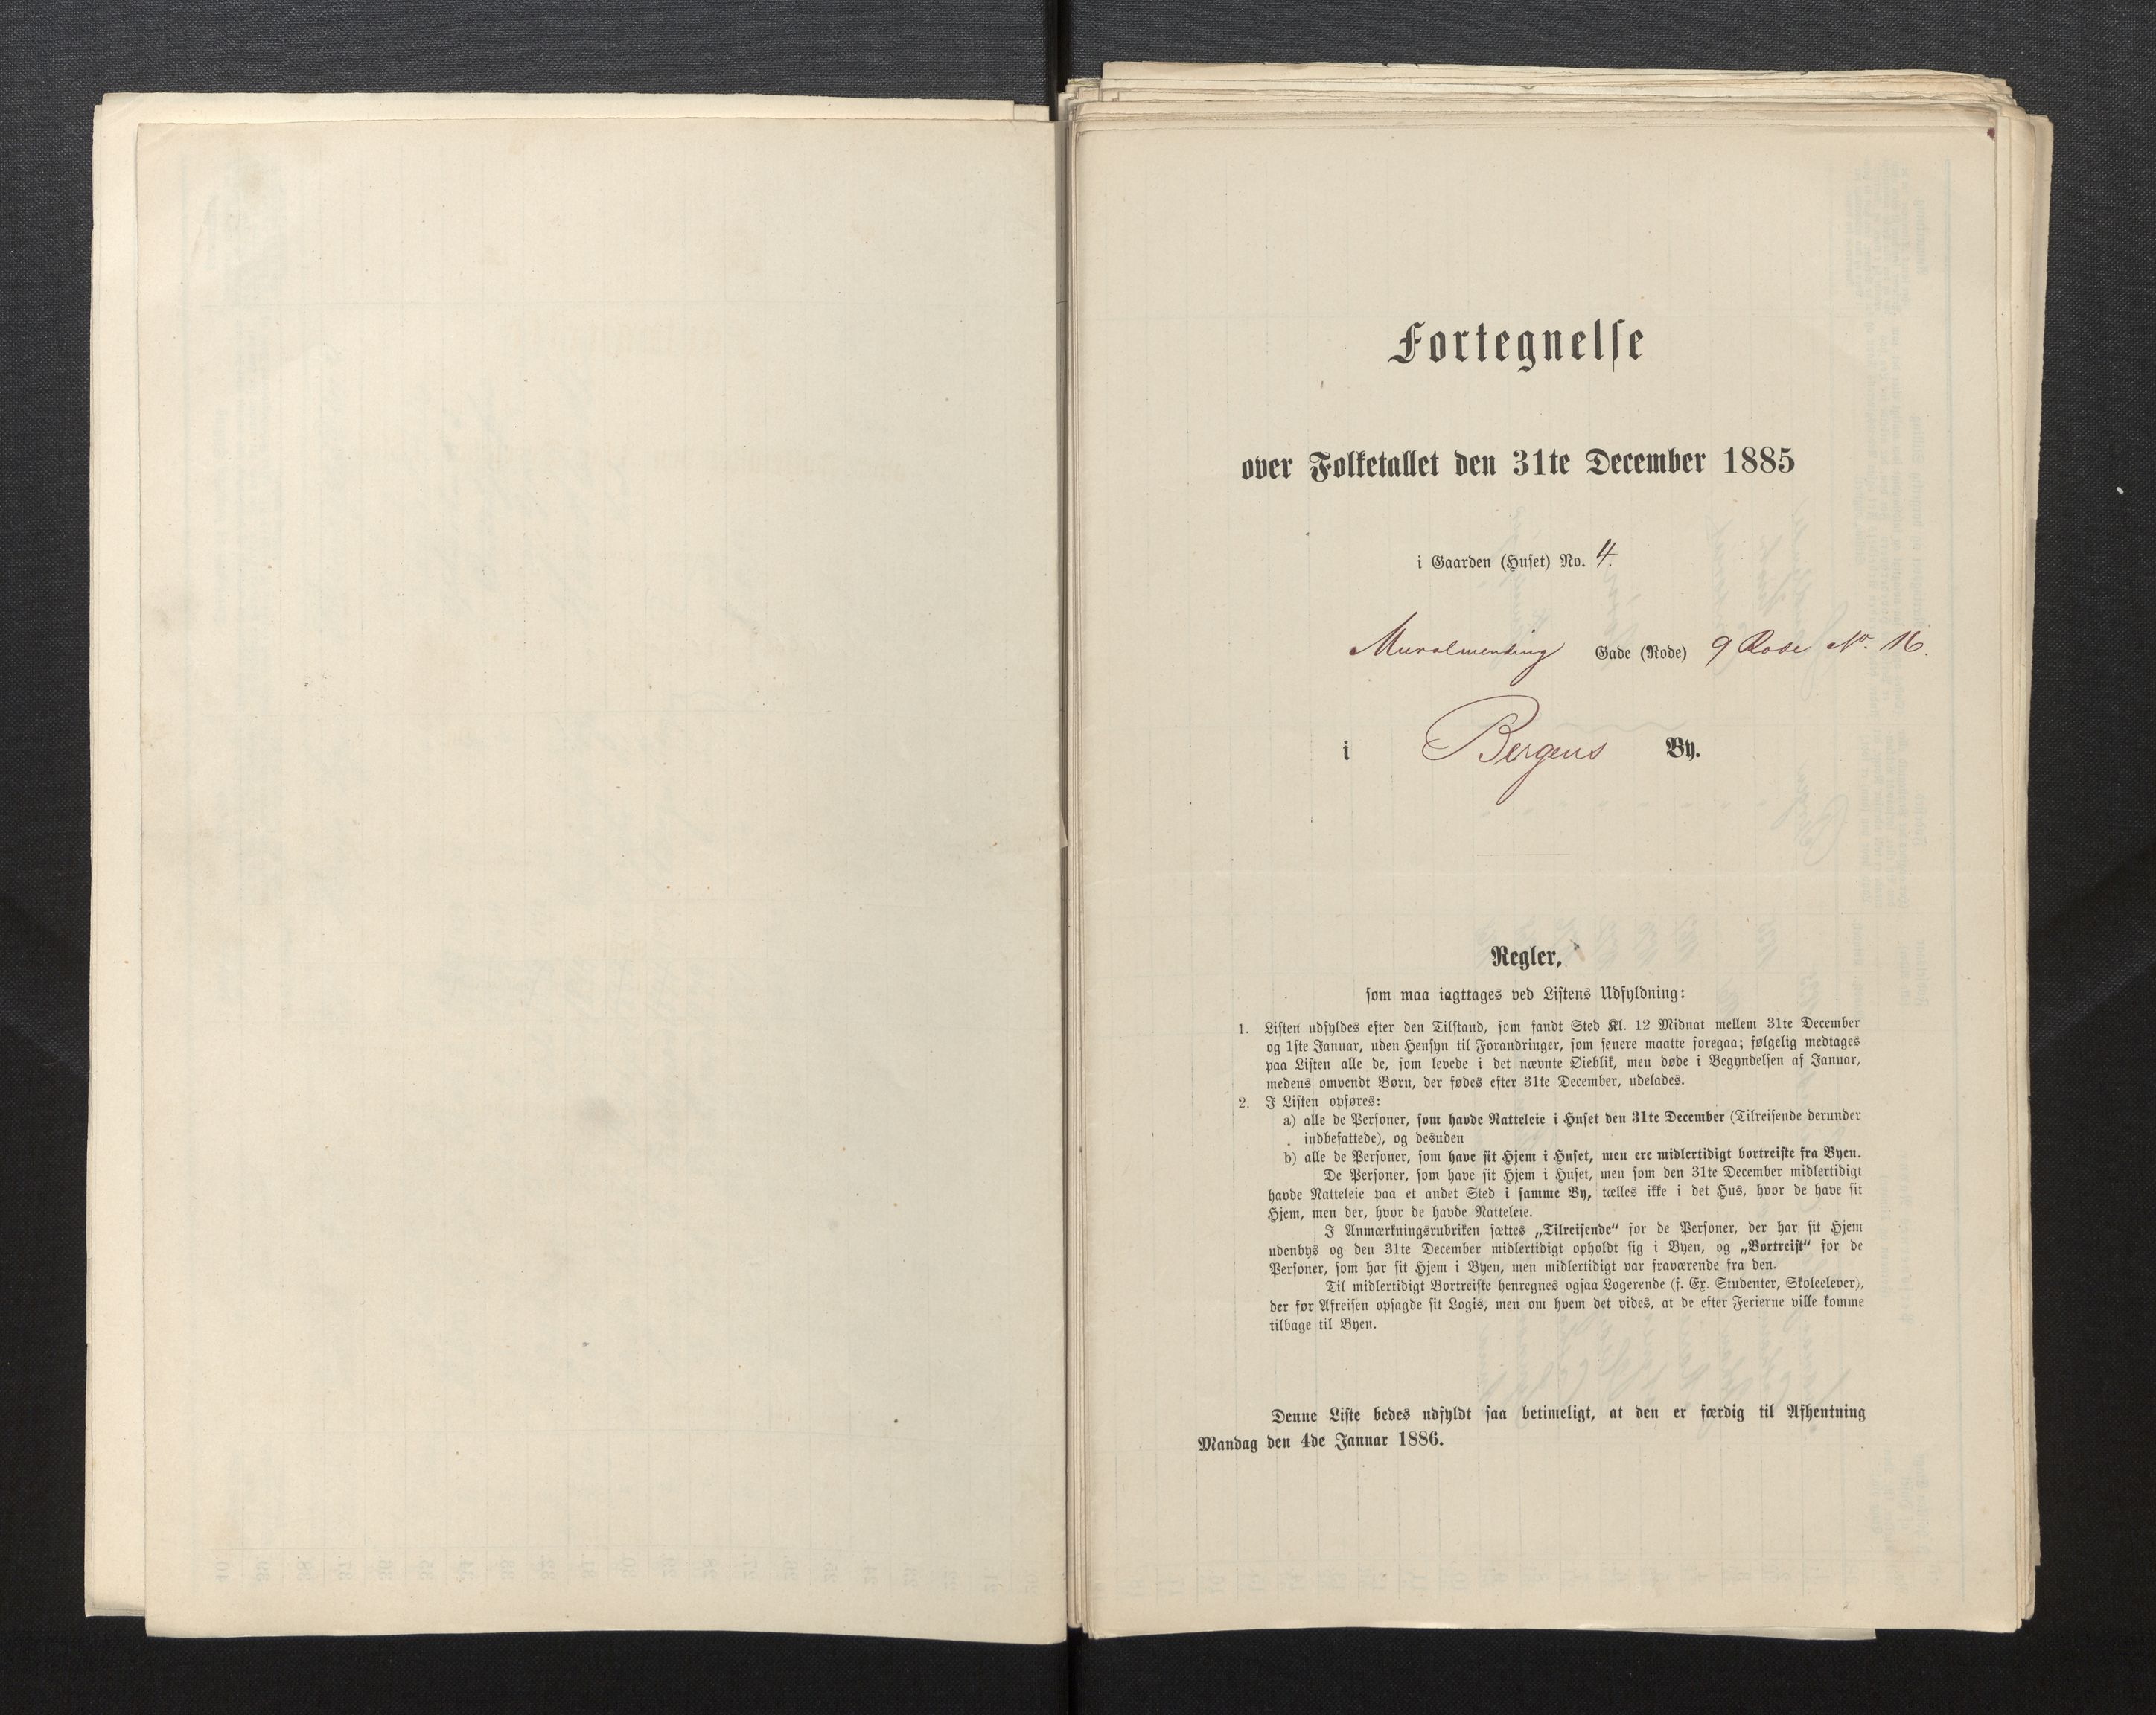 Fortegnelse
over Folketallet den 31te December 1885
i Gaarden (Huset) No. 4.
Muralmending Gade (Rode) 9 Rode No. 16.
i Bergens By.
Regler,
som maa iagttages ved Listens Udfyldning:
1. Listen udfyldes efter den Tilstand, som fandt Sted Kl. 12 Midnat mellem 31te December
og 1ste Januar, uden Hensyn til Forandringer, som senere maatte foregaa; følgelig medtages
paa Listen alle de, som levede i det nævnte Øieblik, men døde i Begyndelsen af Januar,
medens omvendt Børn, der fødes efter 31te December, udelades.
2. I Listen opføres:
a) alle de Personer, som havde Natteleie i Huset den 31te December (Tilreisende derunder
indbefattede), og desuden
b) alle de Personer, som have sit Hjem i Huset, men ere midlertidigt bortreiste fra Byen.
De Personer, som have sit Hjem i Huset, men som den 31te December midlertidigt
havde Natteleie paa et andet Sted i samme By, tælles ikke i det Hus, hvor de have sit
Hjem, men der, hvor de havde Natteleie.
I Anmærkningsrubriken sættes „Tilreisende“ for de Personer, der har sit Hjem
udenbys og den 31te December midlertidigt opholdt sig i Byen, og „Bortreist“ for de
Personer, som har sit Hjem i Byen, men midlertidigt var fraværende fra den.
Til midlertidigt Bortreiste henregnes ogsaa Logerende (f. Ex. Studenter, Skoleelever),
der før Afreisen opsagde sit Logis, men om hvem det vides, at de efter Ferierne ville komme
tilbage til Byen.
Denne Liste bedes udfyldt saa betimeligt, at den er færdig til Afhentning
Mandag den 4de Januar 1886.